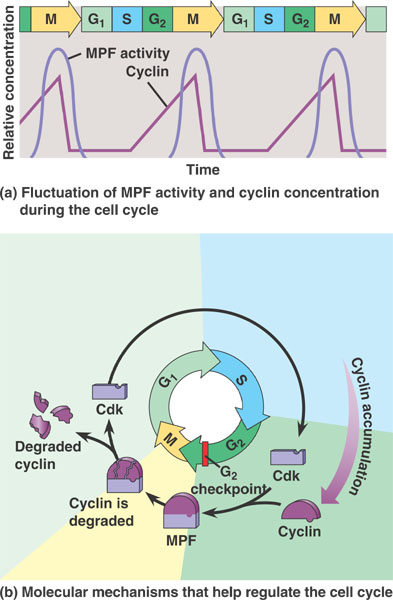 M G1 S G2 M G1 S G2 M
MPF activity
Cyclin
Relative concentration
Time
(a) Fluctuation of MPF activity and cyclin concentration
during the cell cycle
G1
S
Cyclin accumulation
Cdk
Degraded
cyclin
M
G2
G2
checkpoint
Cdk
Cyclin is
degraded
MPF
Cyclin
(b) Molecular mechanisms that help regulate the cell cycle